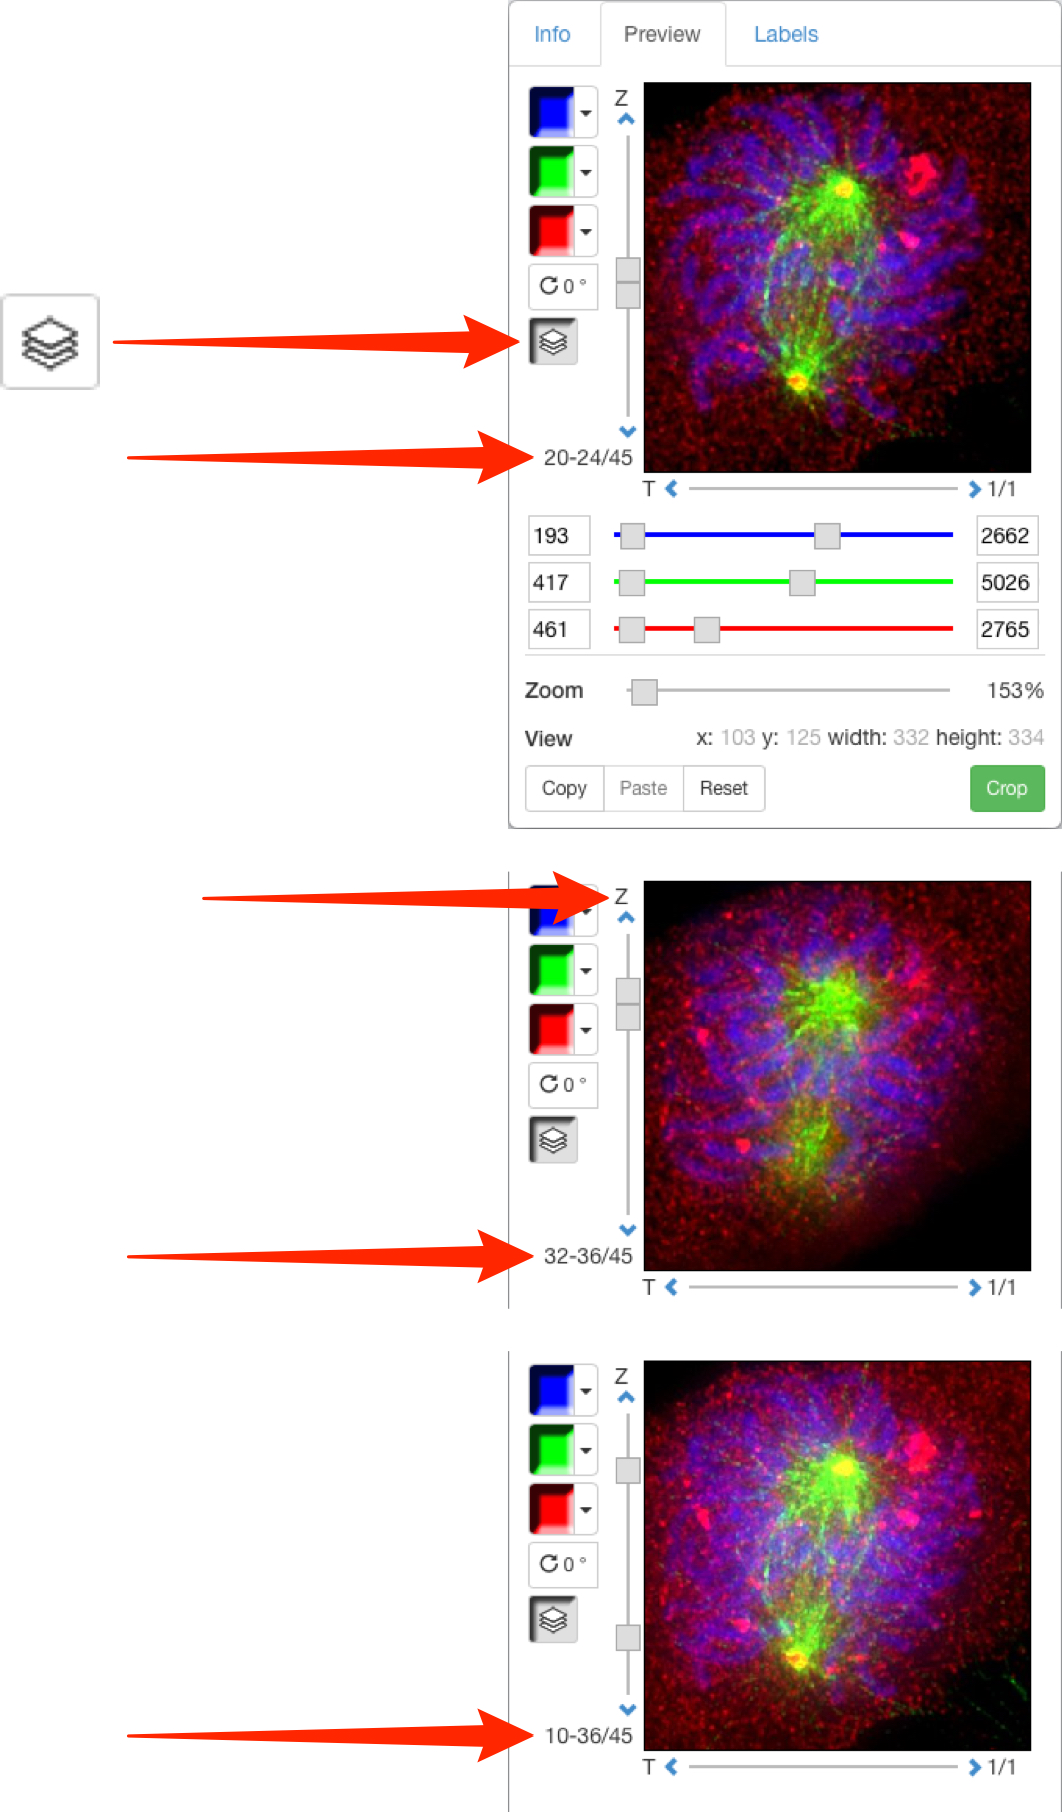 Info Preview Labels
Z
0 °
20-24/45
T 1/1
193 2662
417 5026
461 2765
Zoom 153%
View x: 103 y: 125 width: 332 height: 334
Copy Paste Reset Crop
Z
0 °
32-36/45
T 1/1
Z
0 °
10-36/45
T 1/1